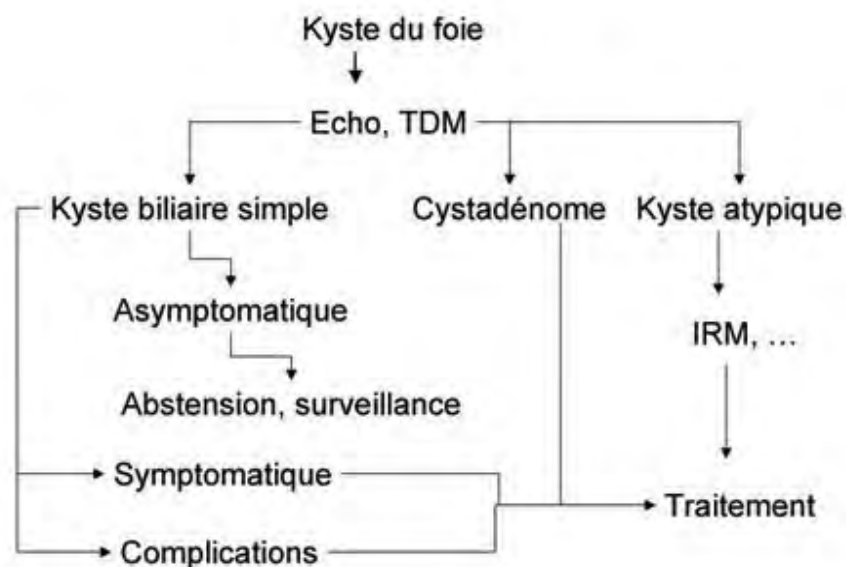 Kyste du foie
Echo, TDM
Kyste biliaire simple
Cystadénome
Kyste atypique
Asymptomatique
IRM, ...
Abstension, surveillance
Symptomatique
Traitement
Complications